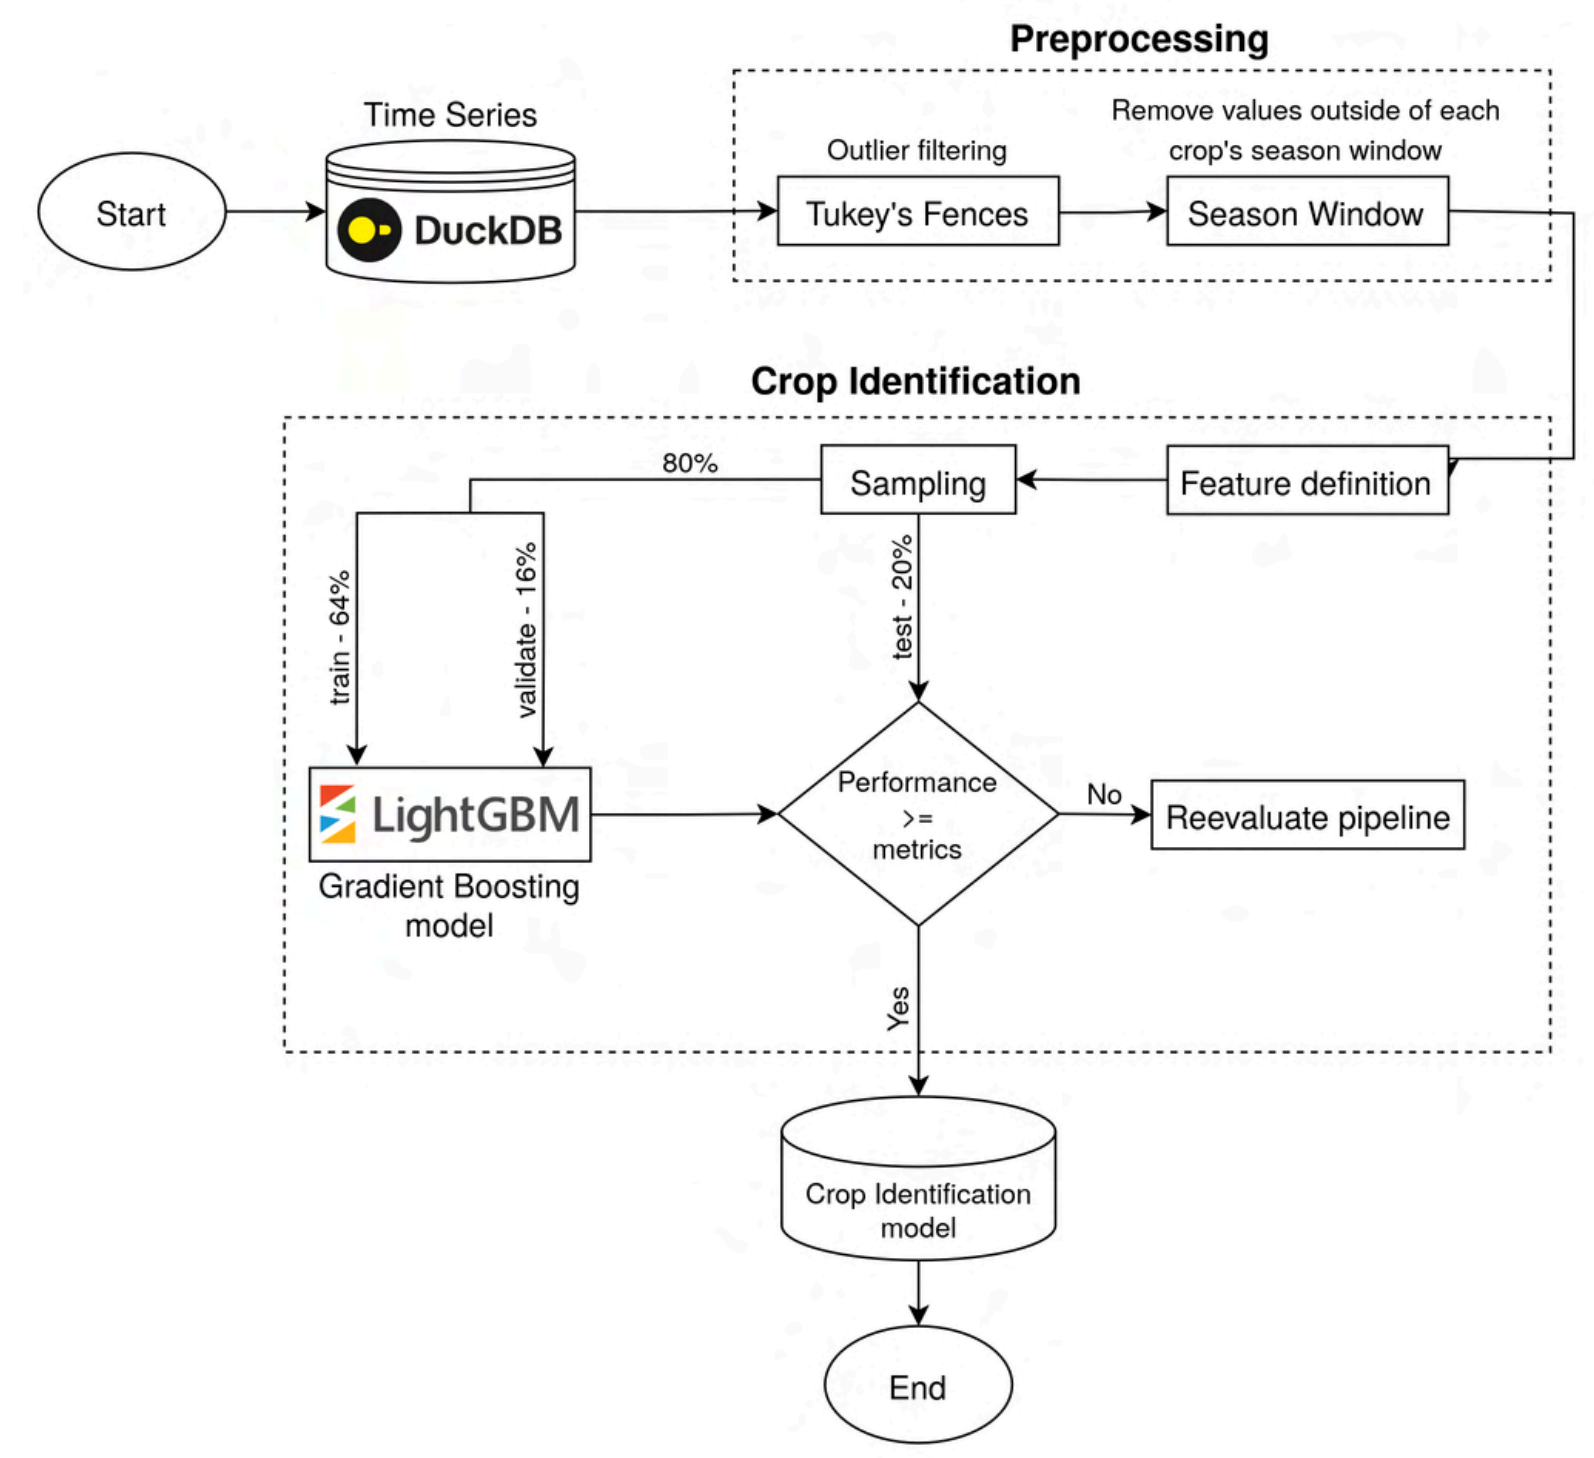 Preprocessing
Time Series
Remove values outside of each
crop's season window
Outlier filtering
Start
DuckDB
Tukey's Fences
Season Window
Crop Identification
80%
Sampling
Feature definition
train - 64%
validate - 16%
test - 20%
Performance
>=
metrics
No
Reevaluate pipeline
LightGBM
Gradient Boosting
model
Yes
Crop Identification
model
End